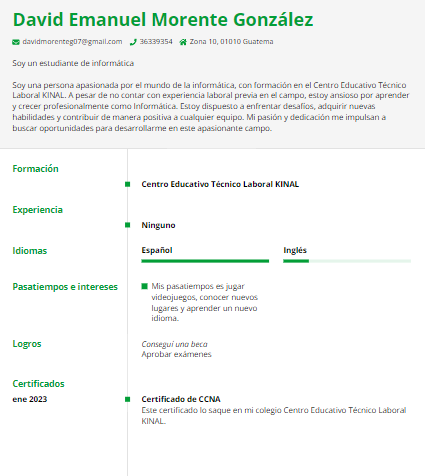 David Emanuel Morente González
davidmorenteg07@gmail.com 36339354 Zona 10, 01010 Guatema
Soy un estudiante de informática
Soy una persona apasionada por el mundo de la informática, con formación en el Centro Educativo Técnico
Laboral KINAL. A pesar de no contar con experiencia laboral previa en el campo, estoy ansioso por aprender
y crecer profesionalmente como Informática. Estoy dispuesto a enfrentar desafíos, adquirir nuevas
habilidades y contribuir de manera positiva a cualquier equipo. Mi pasión y dedicación me impulsan a
buscar oportunidades para desarrollarme en este apasionante campo.
Formación
Centro Educativo Técnico Laboral KINAL
Experiencia
Ninguno
Idiomas
Español Inglés
Pasatiempos e intereses
Mis pasatiempos es jugar
videojuegos, conocer nuevos
lugares y aprender un nuevo
idioma.
Logros
Conseguí una beca
Aprobar exámenes
Certificados
ene 2023
Certificado de CCNA
Este certificado lo saque en mi colegio Centro Educativo Técnico Laboral
KINAL.